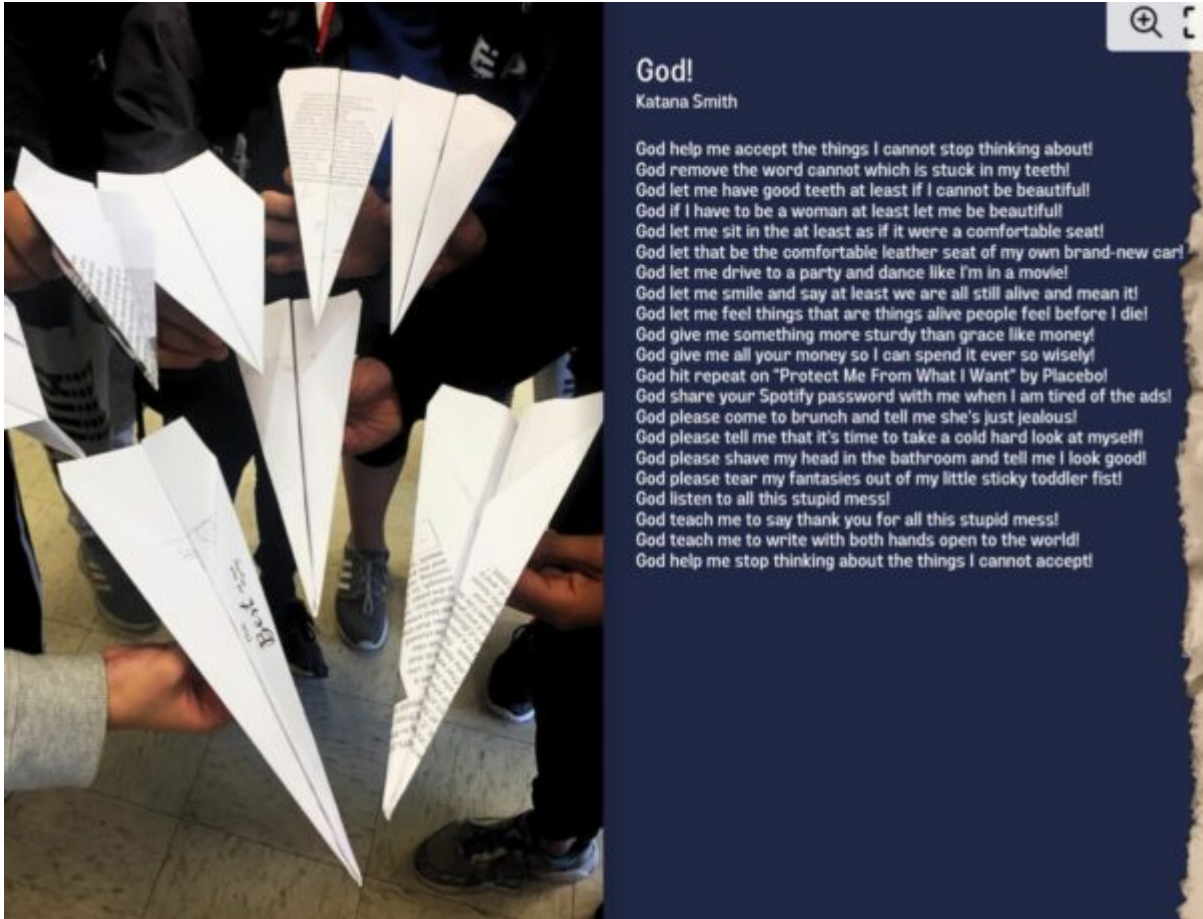 God!
Katana Smith
God help me accept the things I cannot stop thinking about!
God remove the word cannot which is stuck in my teeth!
God let me have good teeth at least if I cannot be beautiful!
God if I have to be a woman at least let me be beautiful!
God let me sit in the at least as if it were a comfortable seat!
God let that be the comfortable leather seat of my own brand-new car!
God let me drive to a party and dance like I'm in a movie!
God let me smile and say at least we are all still alive and mean it!
God let me feel things that are things alive people feel before I die!
God give me something more sturdy than grace like money!
God give me all your money so I can spend it ever so wisely!
God hit repeat on "Protect Me From What I Want" by Placebo!
God share your Spotify password with me when I am tired of the ads!
God please come to brunch and tell me she's just jealous!
God please tell me that it's time to take a cold hard look at myself!
God please shave my head in the bathroom and tell me I look good!
God please tear my fantasies out of my little sticky toddler fist!
God listen to all this stupid mess!
God teach me to say thank you for all this stupid mess!
God teach me to write with both hands open to the world!
God help me stop thinking about the things I cannot accept!
Best